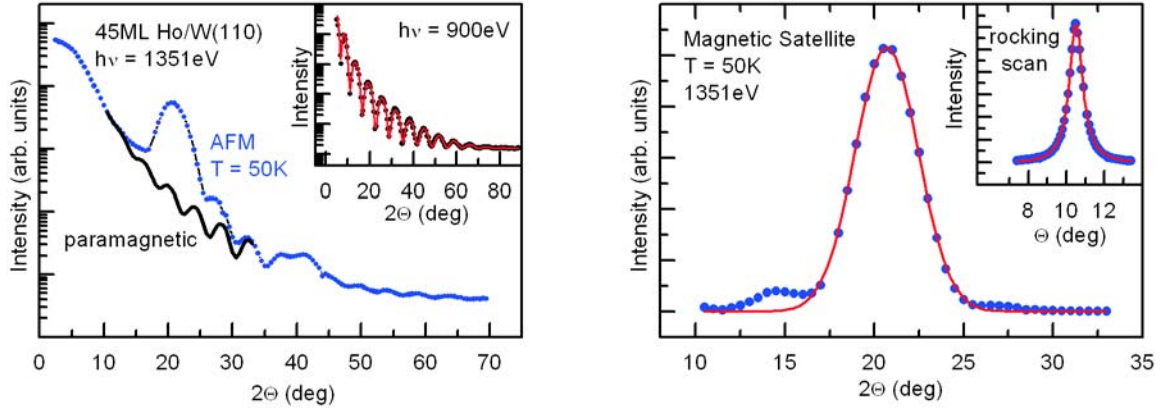 45ML Ho/W(110)
hν = 1351eV
AFM
T = 50K
paramagnetic
Intensity (arb. units)
0 10 20 30 40 50 60 70
2Θ (deg)
hν = 900eV
Intensity
0 20 40 60 80
2Θ (deg)
Magnetic Satellite
T = 50K
1351eV
Intensity (arb. units)
10 15 20 25 30 35
2Θ (deg)
rocking
scan
Intensity
8 10 12
Θ (deg)